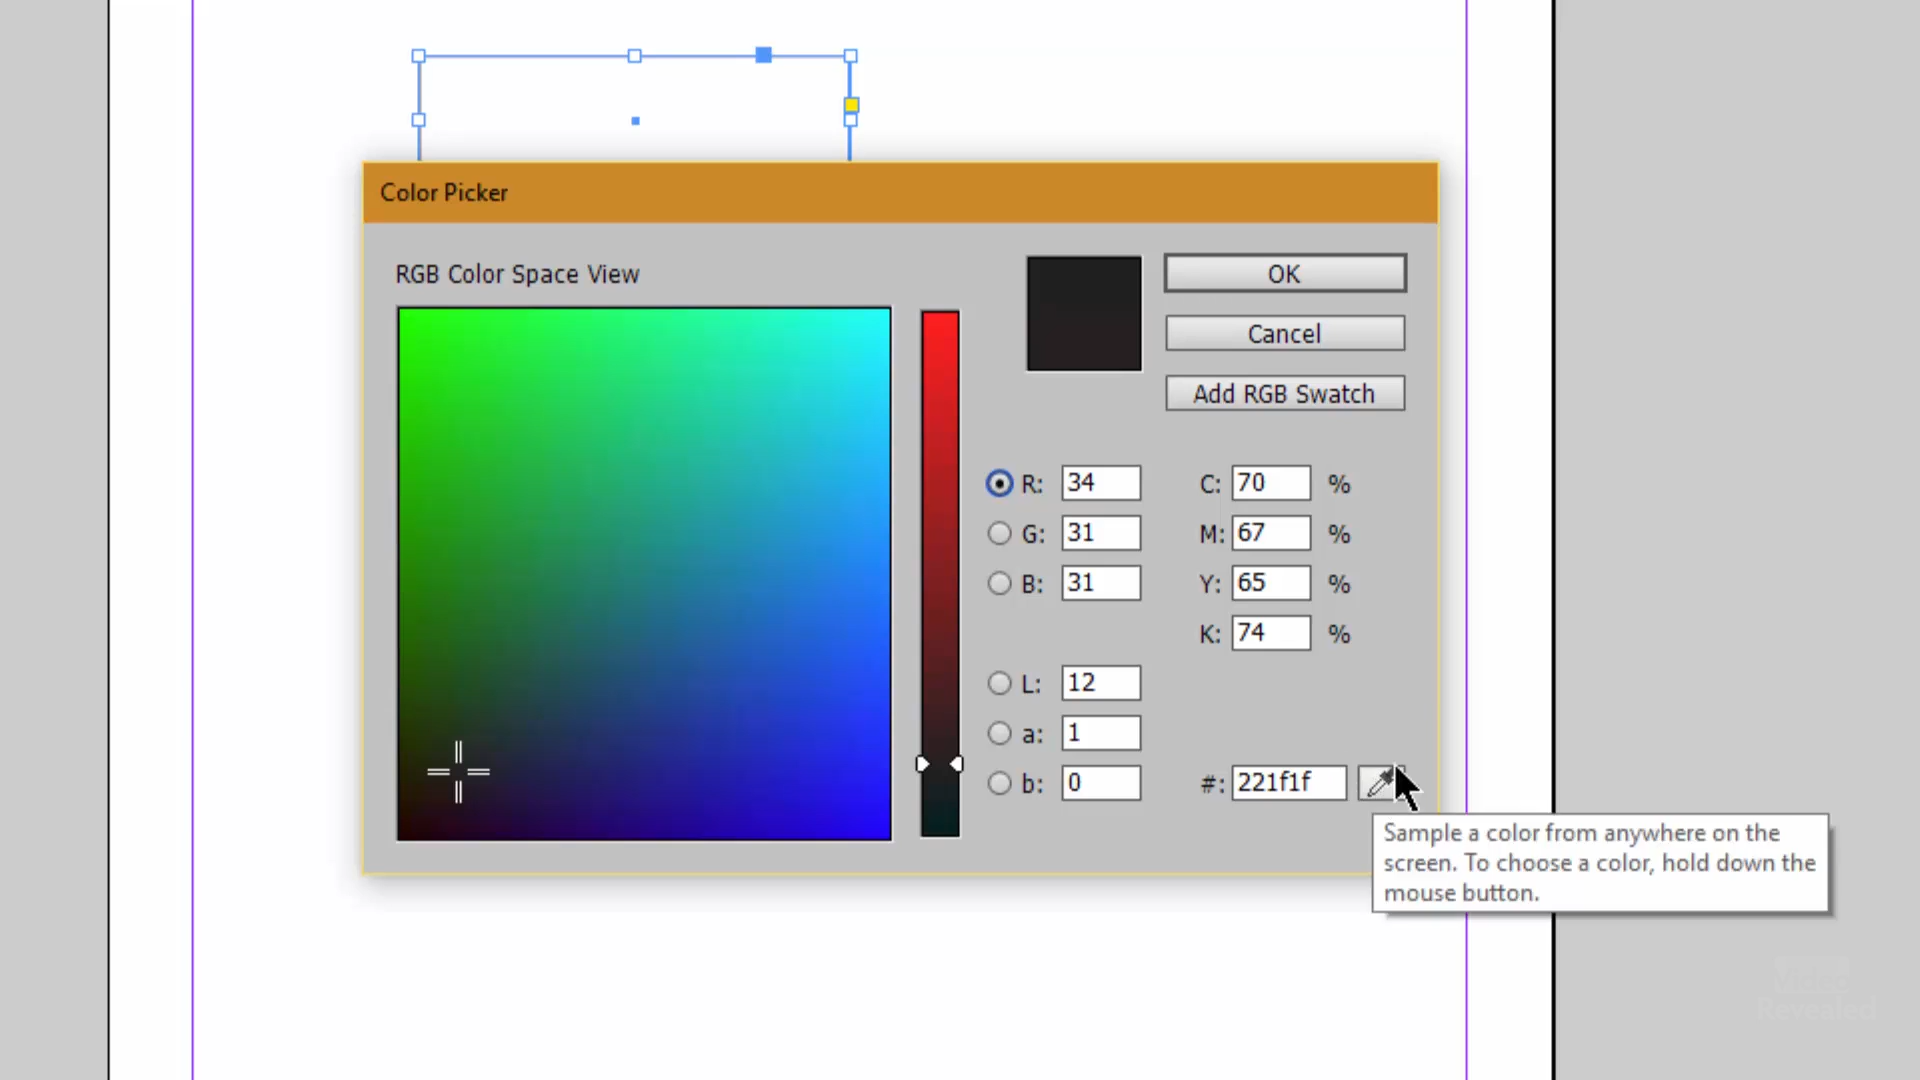 Color Picker
RGB Color Space View
OK
Cancel
Add RGB Swatch
R: 34 C: 70 %
G: 31 M: 67 %
B: 31 Y: 65 %
K: 74 %
L: 12
a: 1
b: 0 #: 221f1f
Sample a color from anywhere on the
screen. To choose a color, hold down the
mouse button.
Revealed